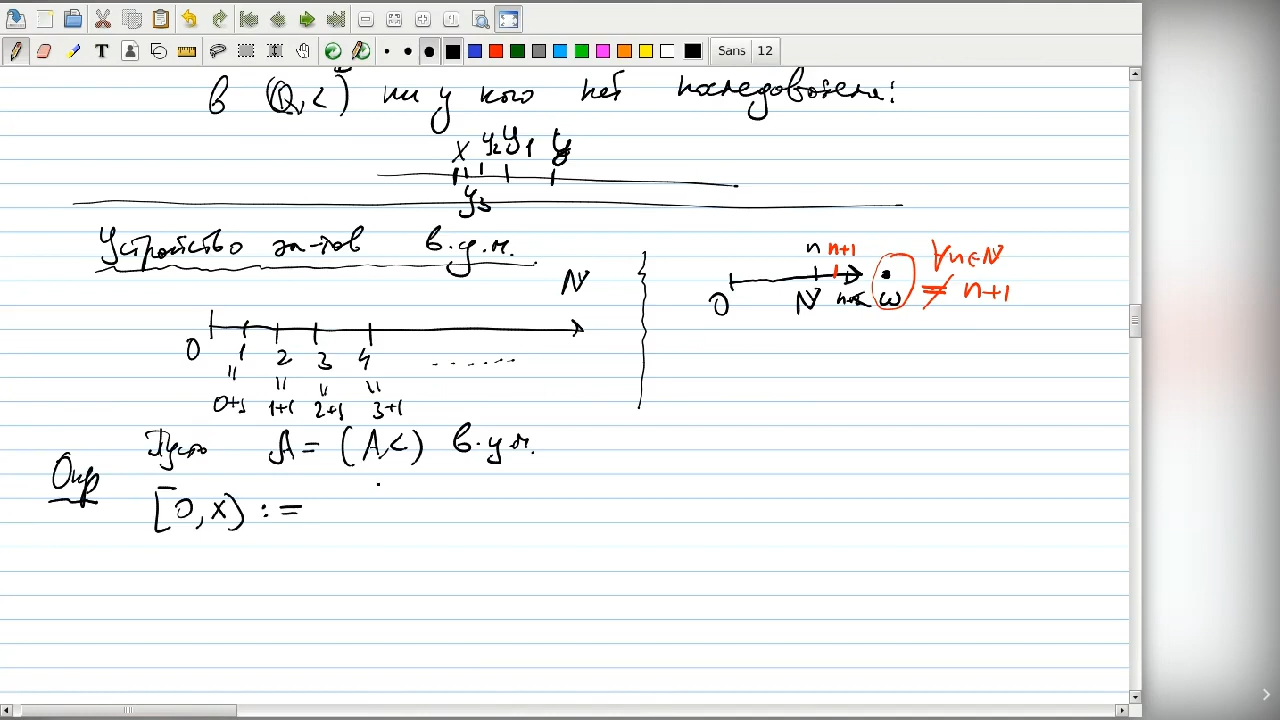 Sans 12
в (Q, <) ни у кого нет последователя:
x y₂ y₁ y
y₃
Устройство эл-тов в.у.м.
N
0 1 2 3 4 ......
0+1 1+1 2+1 3+1
n n+1 ∀n∈N
0 N ω ≠ n+1
Пусть A = (A, <) в.у.м.
Опр [0, x) :=